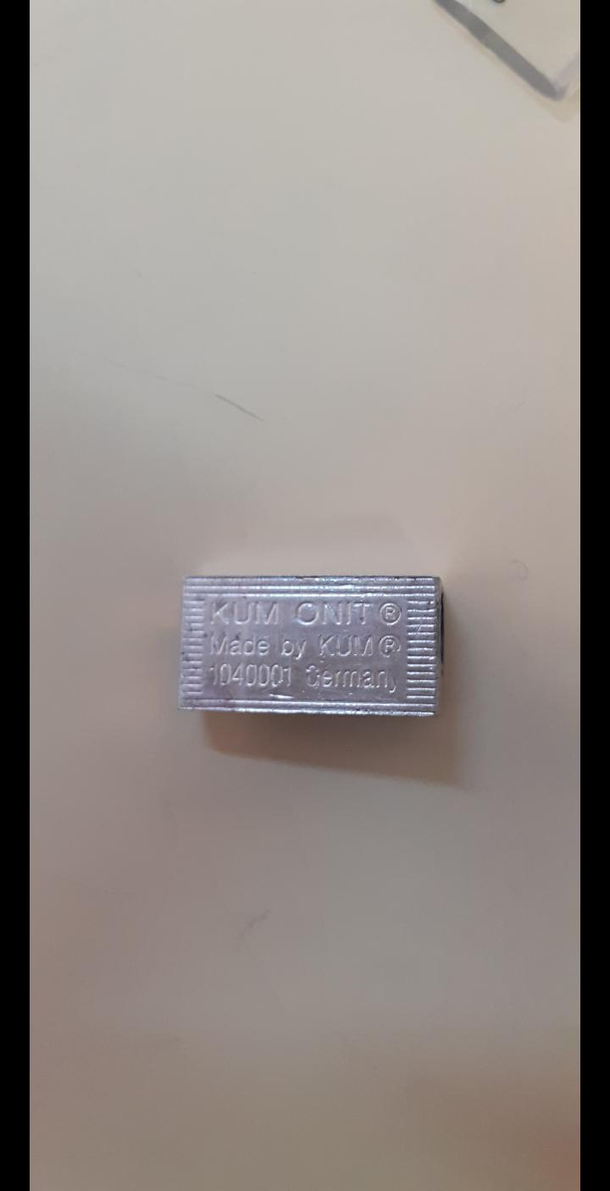 KUM ONIT ®
Made by KUM ®
1040001 Germany